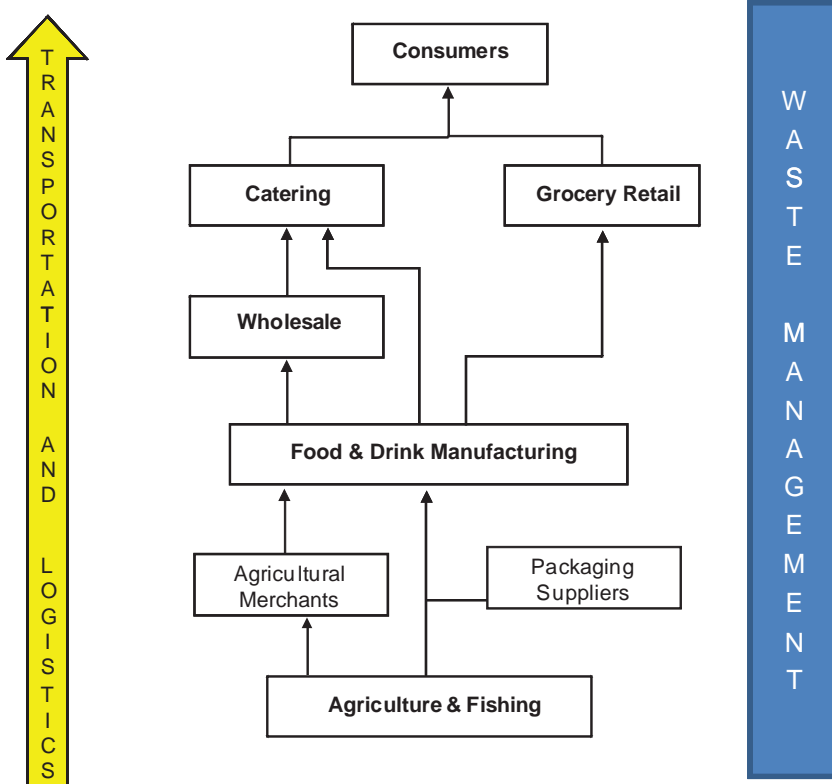 TRANSPORTATION AND LOGISTICS
Consumers
Catering
Grocery Retail
Wholesale
Food & Drink Manufacturing
Agricultural
Merchants
Packaging
Suppliers
Agriculture & Fishing
WASTE MANAGEMENT